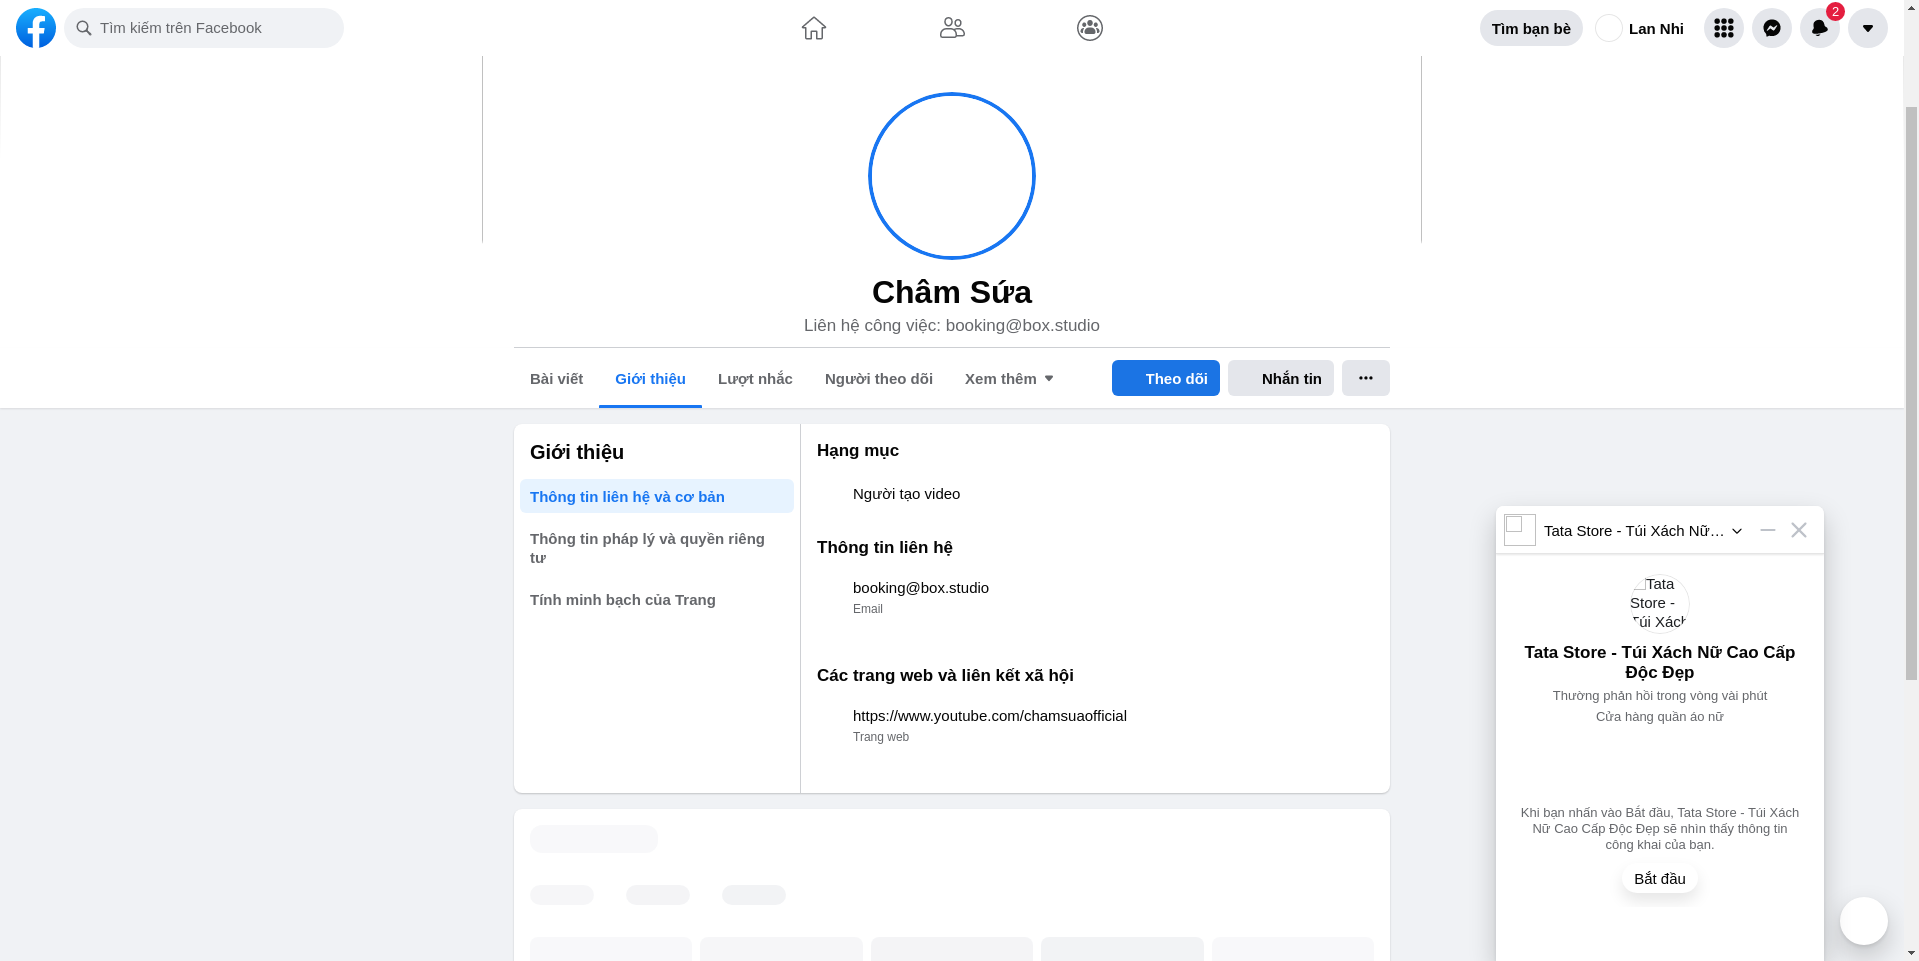 Tìm kiếm trên Facebook
Tìm bạn bè
Lan Nhi
2
Châm Sứa
Liên hệ công việc: booking@box.studio
Bài viết
Giới thiệu
Lượt nhắc
Người theo dõi
Xem thêm
Theo dõi
Nhắn tin
Giới thiệu
Thông tin liên hệ và cơ bản
Thông tin pháp lý và quyền riêng
tư
Tính minh bạch của Trang
Hạng mục
Người tạo video
Thông tin liên hệ
booking@box.studio
Email
Các trang web và liên kết xã hội
https://www.youtube.com/chamsuaofficial
Trang web
Tata Store - Túi Xách Nữ…
Tata
Store -
Túi Xách
Tata Store - Túi Xách Nữ Cao Cấp
Độc Đẹp
Thường phản hồi trong vòng vài phút
Cửa hàng quần áo nữ
Khi bạn nhấn vào Bắt đầu, Tata Store - Túi Xách
Nữ Cao Cấp Độc Đẹp sẽ nhìn thấy thông tin
công khai của bạn.
Bắt đầu